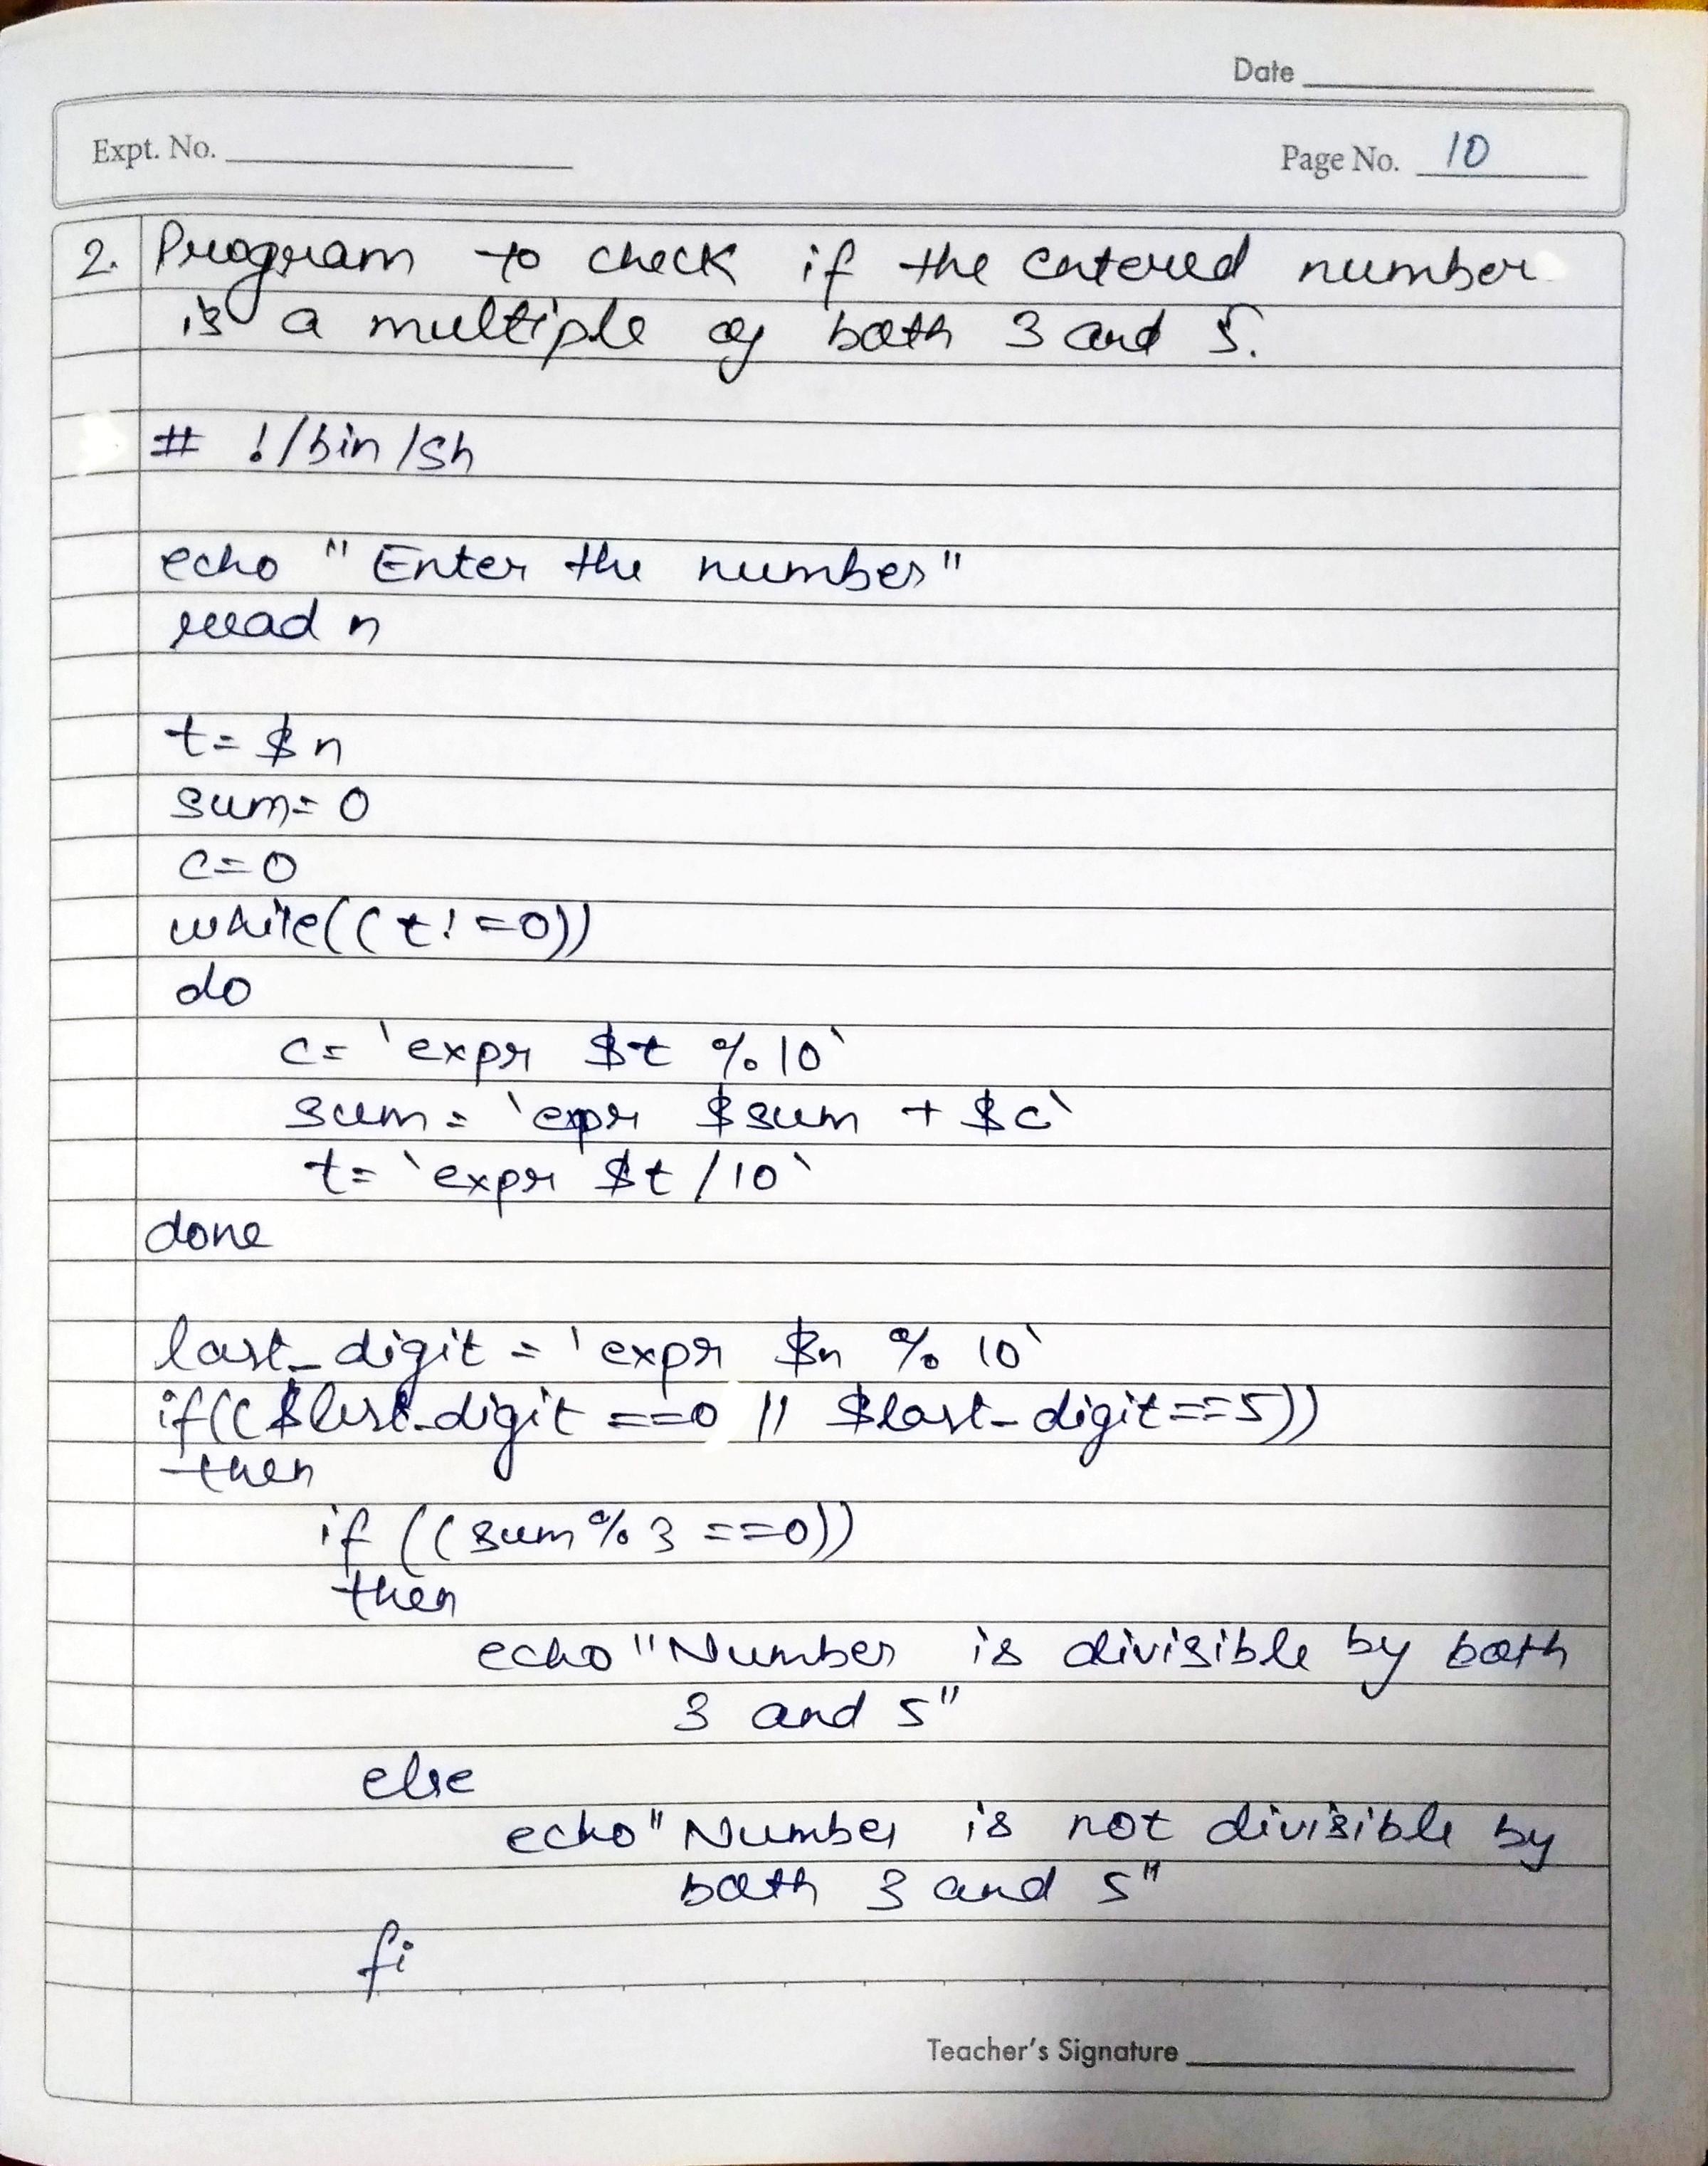 Date
Expt. No.
Page No. 10
2. Program to check if the entered number
is a multiple of both 3 and 5.
# !/bin/sh
echo "Enter the number"
read n
t=$n
sum=0
c=0
while((t!=0))
do
c=`expr $t %10`
sum=`expr $sum + $c`
t=`expr $t /10`
done
last_digit=`expr $n % 10`
if(($last_digit==0 || $last_digit==5))
then
if ((sum%3==0))
then
echo "Number is divisible by both
3 and 5"
else
echo "Number is not divisible by
both 3 and 5"
fi
Teacher's Signature